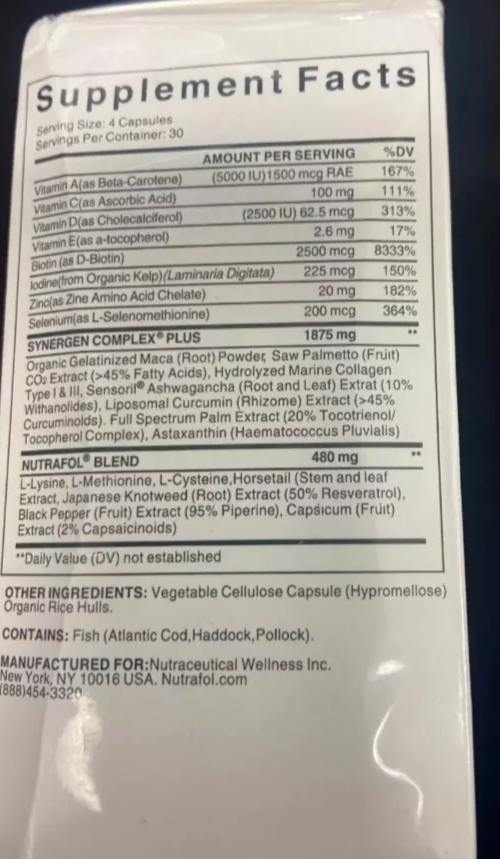 Supplement Facts
Serving Size: 4 Capsules
Servings Per Container: 30
AMOUNT PER SERVING %DV
Vitamin A(as Beta-Carotene) (5000 IU)1500 mcg RAE 167%
Vitamin C(as Ascorbic Acid) 100 mg 111%
Vitamin D(as Cholecalciferol) (2500 IU) 62.5 mcg 313%
Vitamin E(as a-tocopherol) 2.6 mg 17%
Biotin (as D-Biotin) 2500 mcg 8333%
Iodine(from Organic Kelp)(Laminaria Digitata) 225 mcg 150%
Zinc(as Zine Amino Acid Chelate) 20 mg 182%
Selenium(as L-Selenomethionine) 200 mcg 364%
SYNERGEN COMPLEX® PLUS 1875 mg **
Organic Gelatinized Maca (Root) Powder, Saw Palmetto (Fruit)
CO2 Extract (>45% Fatty Acids), Hydrolyzed Marine Collagen
Type I & III, Sensoril® Ashwagancha (Root and Leaf) Extrat (10%
Withanolides), Liposomal Curcumin (Rhizome) Extract (>45%
Curcuminolds). Full Spectrum Palm Extract (20% Tocotrienol/
Tocopherol Complex), Astaxanthin (Haematococcus Pluvialis)
NUTRAFOL® BLEND 480 mg **
L-Lysine, L-Methionine, L-Cysteine,Horsetail (Stem and leaf
Extract, Japanese Knotweed (Root) Extract (50% Resveratrol),
Black Pepper (Fruit) Extract (95% Piperine), Capsicum (Fruit)
Extract (2% Capsaicinoids)
**Daily Value (DV) not established
OTHER INGREDIENTS: Vegetable Cellulose Capsule (Hypromellose)
Organic Rice Hulls.
CONTAINS: Fish (Atlantic Cod,Haddock,Pollock).
MANUFACTURED FOR:Nutraceutical Wellness Inc.
New York, NY 10016 USA. Nutrafol.com
(888)454-3320